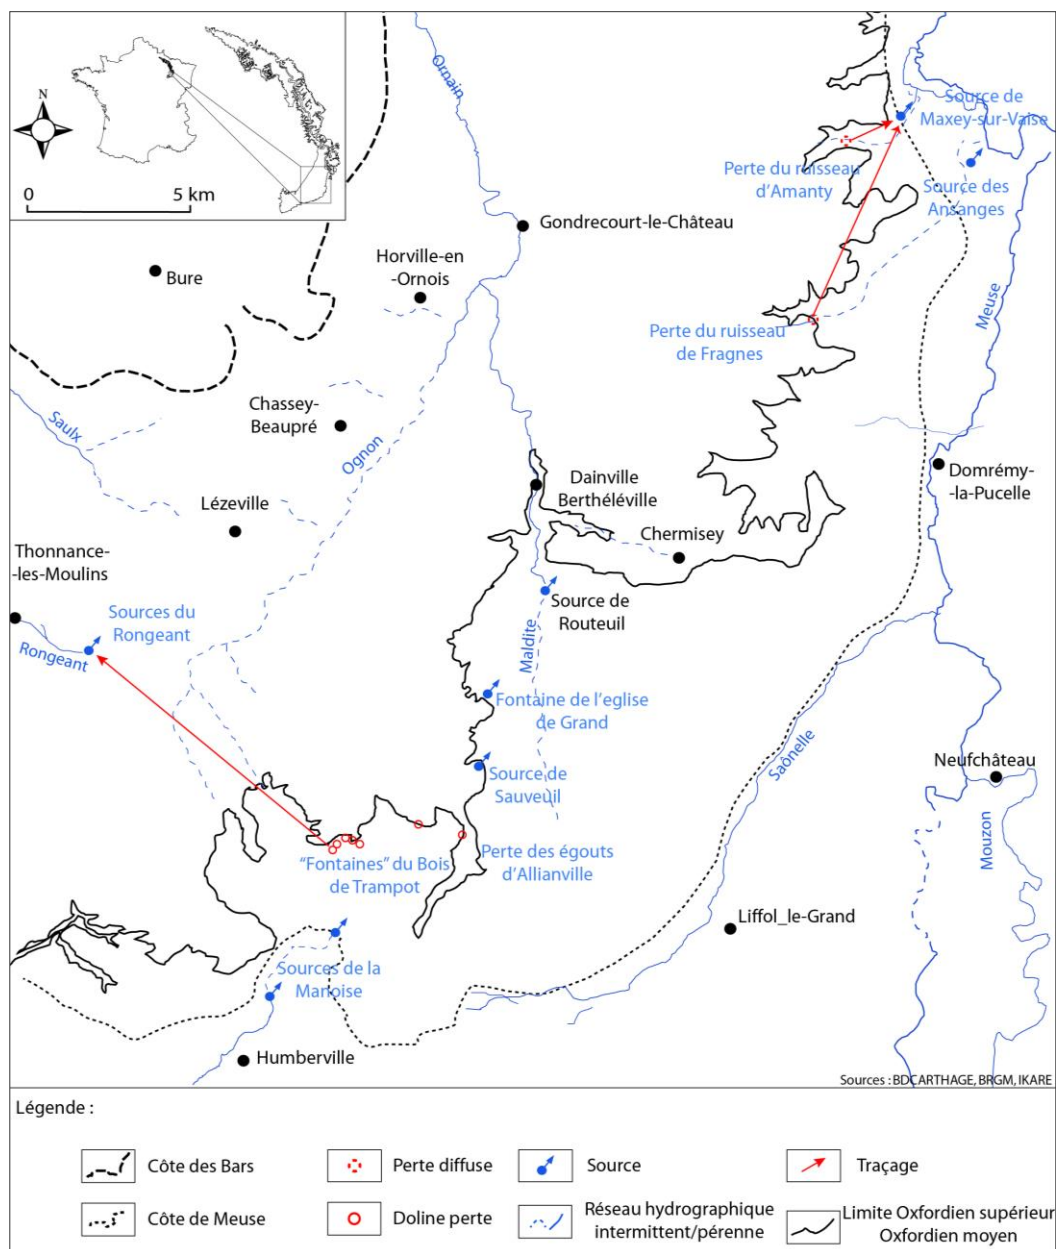 N
0
5 km
Ornain
Source de
Maxey-sur-Vaise
Perte du ruisseau
d'Amanty
Source des
Ansanges
Gondrecourt-le-Château
Horville-en
-Ornois
Bure
Meuse
Perte du ruisseau
de Fragnes
Chassey-
Beaupré
Saulx
Ognon
Dainville
Berthéléville
Domrémy-
-la-Pucelle
Lézeville
Chermisey
Thonnance-
-les-Moulins
Sources du
Rongeant
Rongeant
Source de
Routeuil
Maldite
Fontaine de l'eglise
de Grand
Saônelle
Neufchâteau
Source de
Sauveuil
Mouzon
"Fontaines" du Bois
de Trampot
Perte des égouts
d'Allianville
Liffol_le-Grand
Sources de la
Manoise
Humberville
Sources : BDCARTHAGE, BRGM, IKARE
Légende :
Côte des Bars
Perte diffuse
Source
Traçage
Côte de Meuse
Doline perte
Réseau hydrographique
intermittent/pérenne
Limite Oxfordien supérieur
Oxfordien moyen